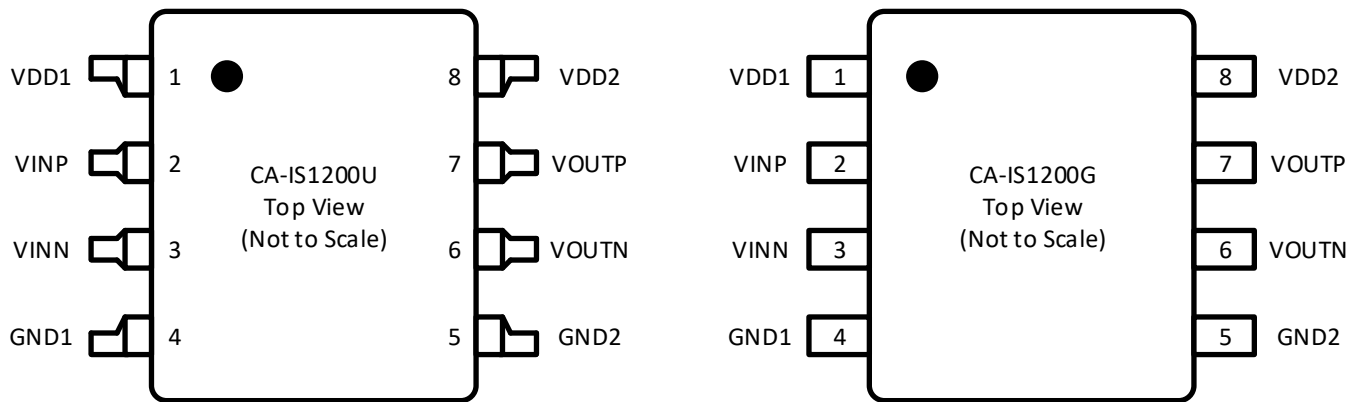 VDD1 1 8 VDD2
VINP 2 7 VOUTP
CA-IS1200U
Top View
(Not to Scale)
VINN 3 6 VOUTN
GND1 4 5 GND2
VDD1 1 8 VDD2
VINP 2 7 VOUTP
CA-IS1200G
Top View
(Not to Scale)
VINN 3 6 VOUTN
GND1 4 5 GND2